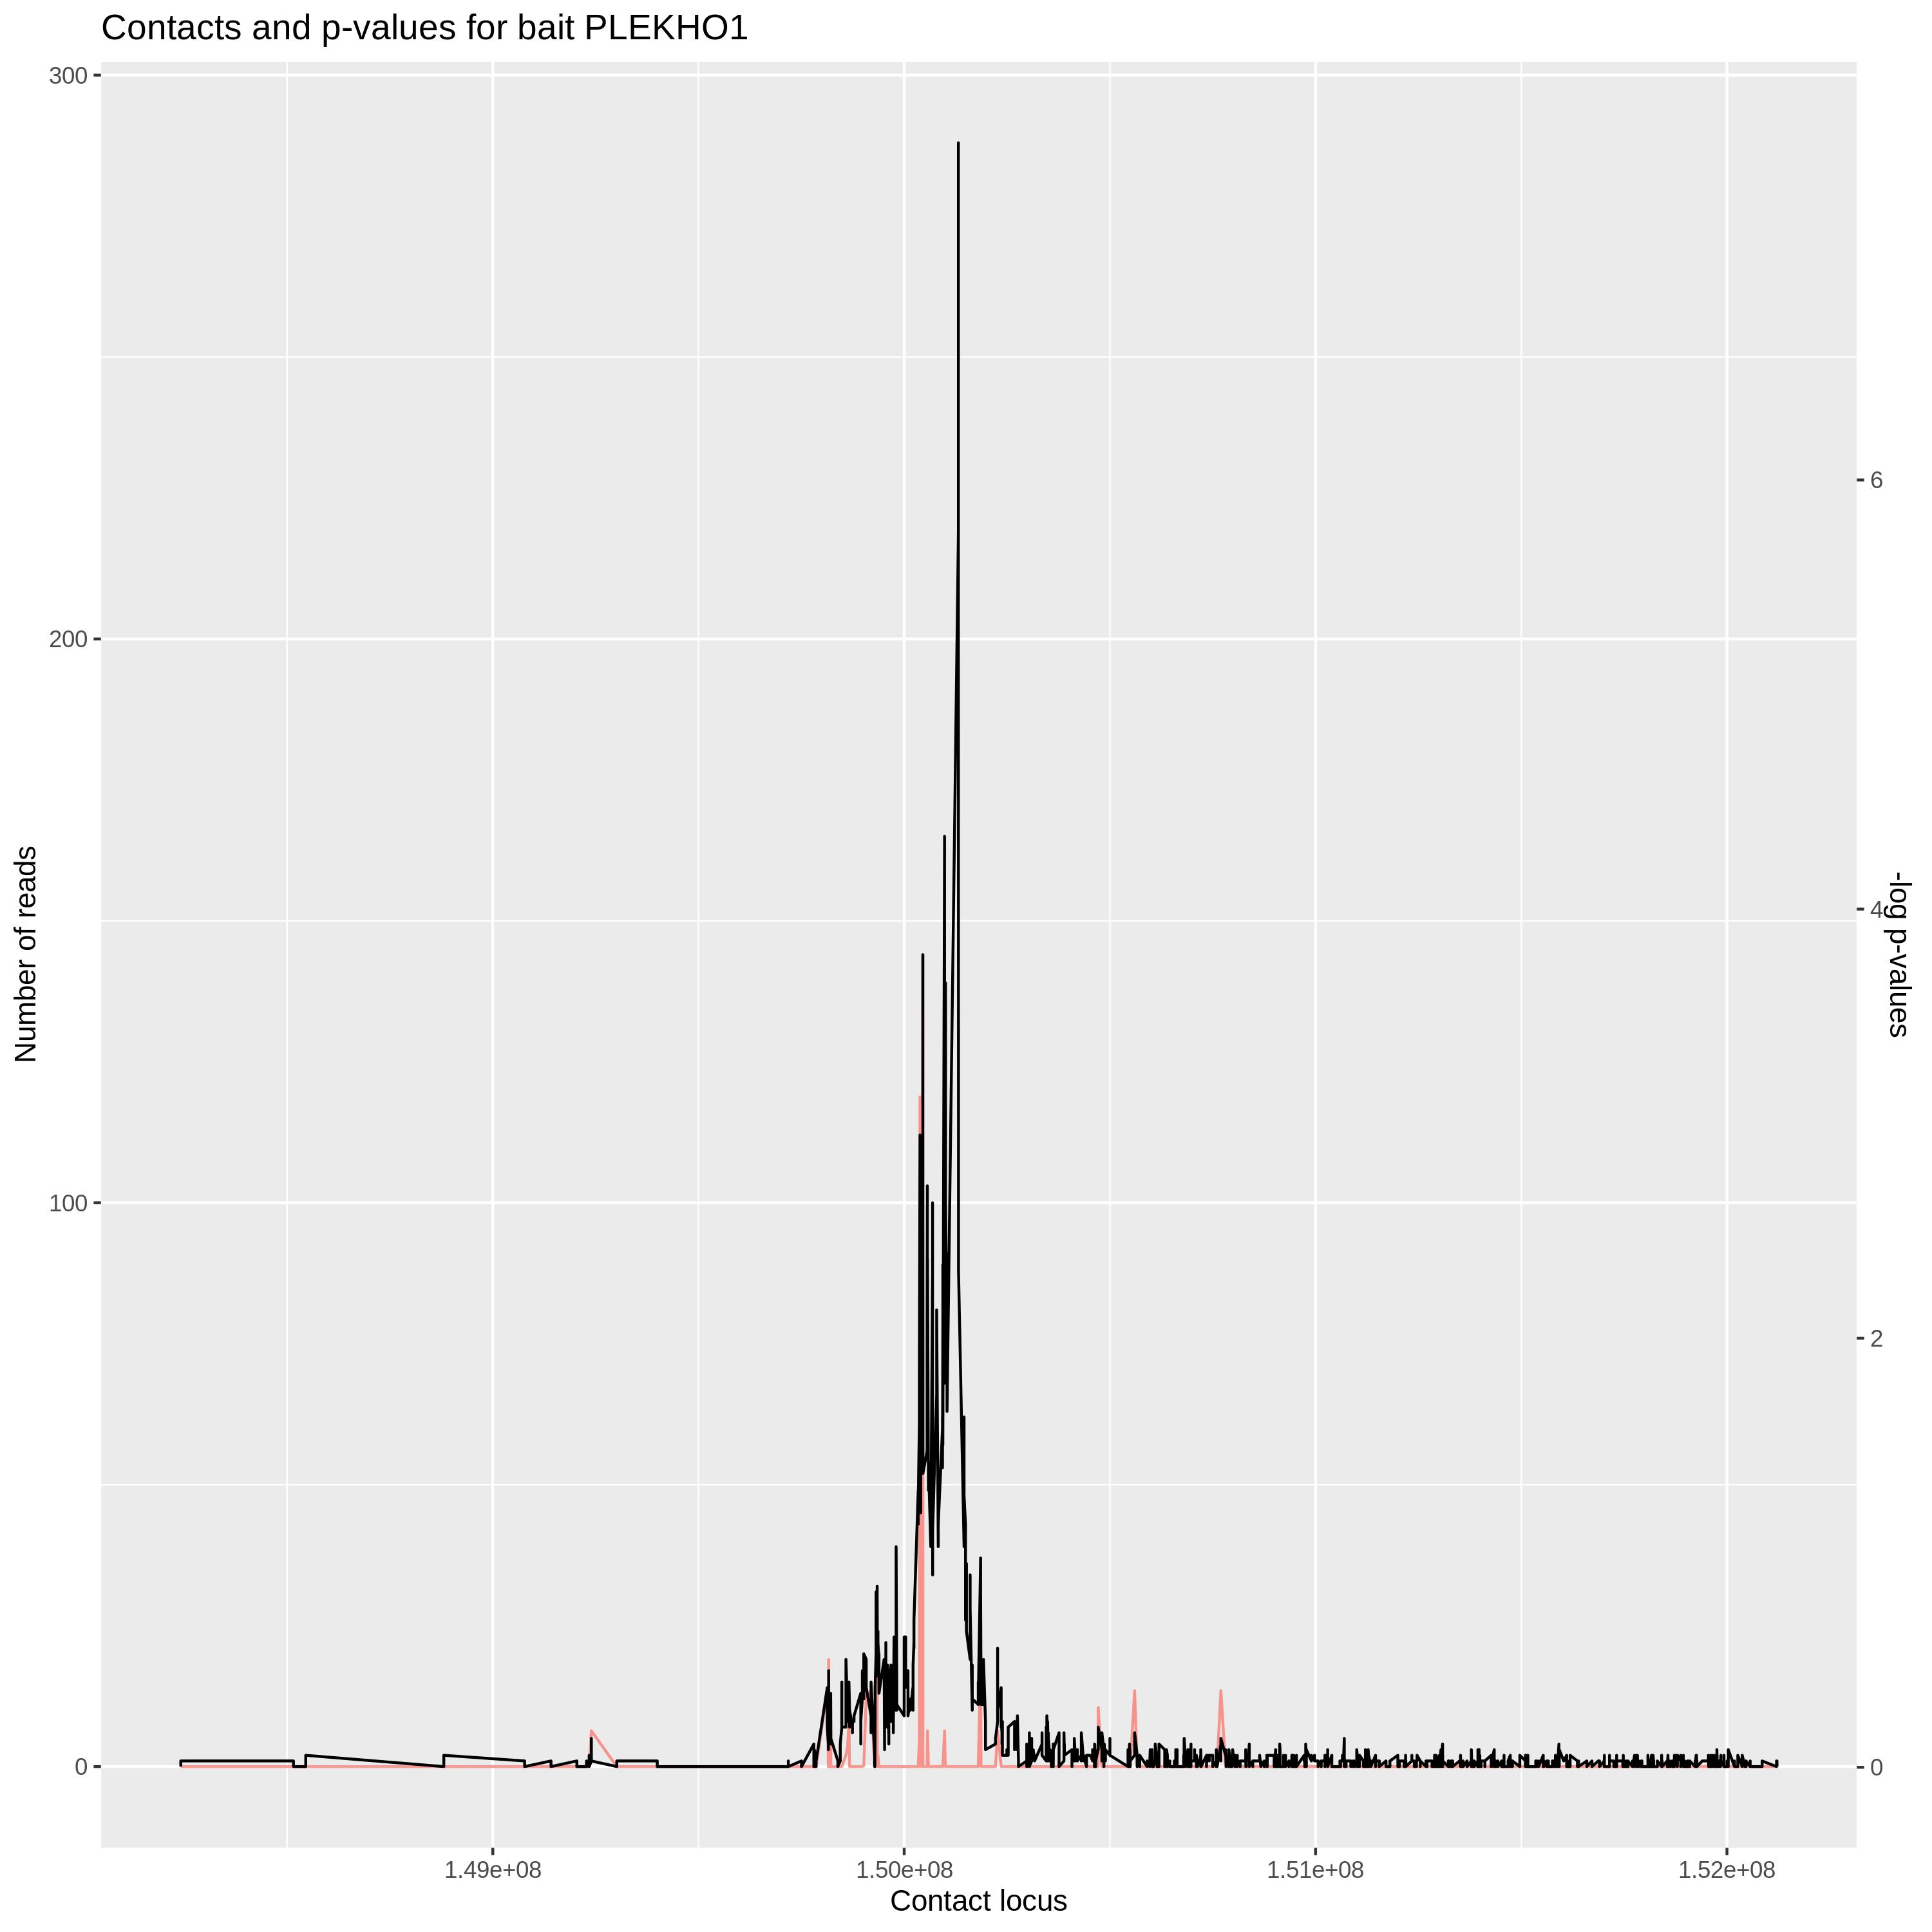 Contacts and p-values for bait PLEKHO1
300
200
100
0
Number of reads
6
4
2
0
-log p-values
1.49e+08
1.50e+08
1.51e+08
1.52e+08
Contact locus